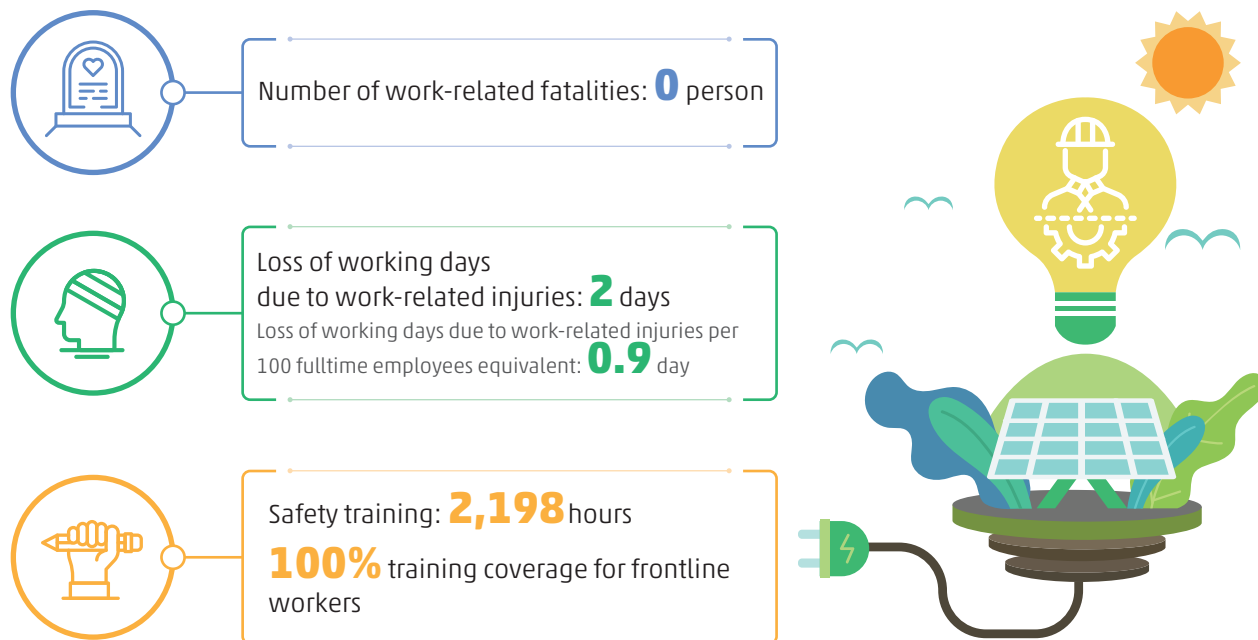 Number of work-related fatalities: 0 person
Loss of working days
due to work-related injuries: 2 days
Loss of working days due to work-related injuries per
100 fulltime employees equivalent: 0.9 day
Safety training: 2,198 hours
100% training coverage for frontline
workers